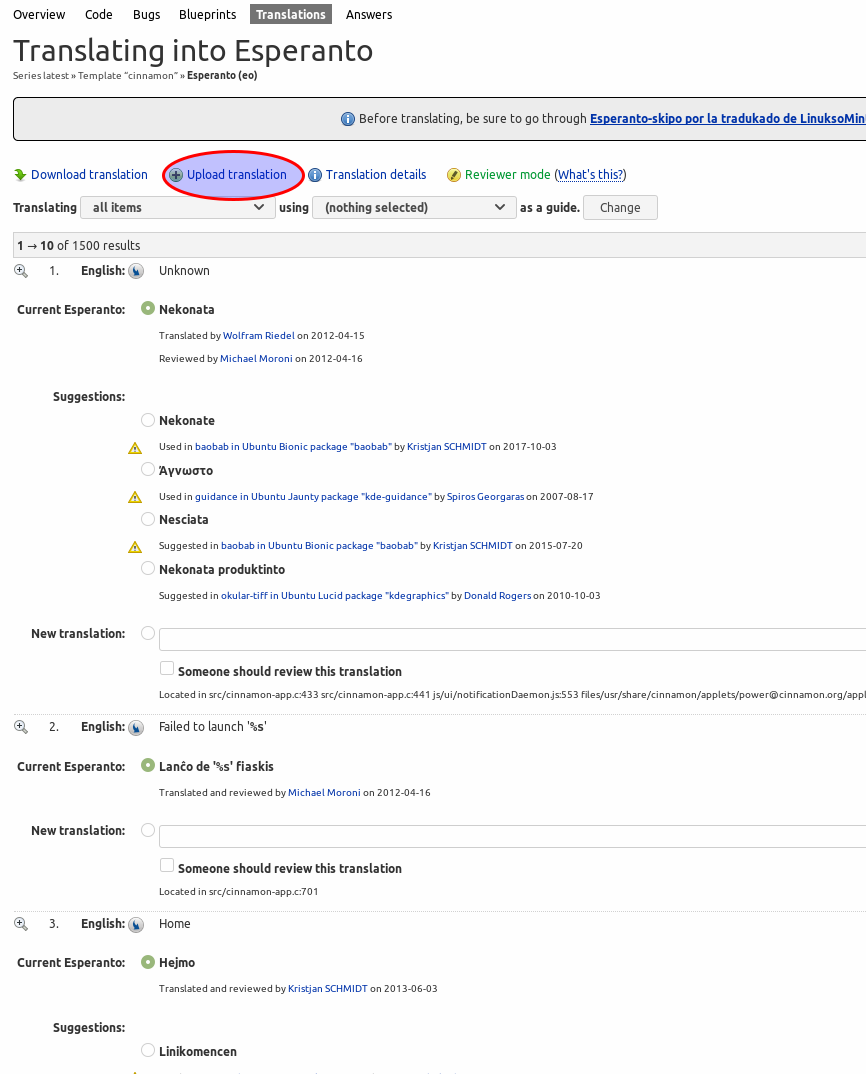 Overview Code Bugs Blueprints Translations Answers
Translating into Esperanto
Series latest » Template “cinnamon” » Esperanto (eo)
Before translating, be sure to go through Esperanto-skipo por la tradukado de LinuksoMin
Download translation Upload translation Translation details Reviewer mode (What's this?)
Translating all items using (nothing selected) as a guide. Change
1 → 10 of 1500 results
1. English: Unknown
Current Esperanto: Nekonata
Translated by Wolfram Riedel on 2012-04-15
Reviewed by Michael Moroni on 2012-04-16
Suggestions:
Nekonate
Used in baobab in Ubuntu Bionic package "baobab" by Kristjan SCHMIDT on 2017-10-03
Άγνωστο
Used in guidance in Ubuntu Jaunty package "kde-guidance" by Spiros Georgaras on 2007-08-17
Nesciata
Suggested in baobab in Ubuntu Bionic package "baobab" by Kristjan SCHMIDT on 2015-07-20
Nekonata produktinto
Suggested in okular-tiff in Ubuntu Lucid package "kdegraphics" by Donald Rogers on 2010-10-03
New translation:
Someone should review this translation
Located in src/cinnamon-app.c:433 src/cinnamon-app.c:441 js/ui/notificationDaemon.js:553 files/usr/share/cinnamon/applets/power@cinnamon.org/appl
2. English: Failed to launch '%s'
Current Esperanto: Lanĉo de '%s' fiaskis
Translated and reviewed by Michael Moroni on 2012-04-16
New translation:
Someone should review this translation
Located in src/cinnamon-app.c:701
3. English: Home
Current Esperanto: Hejmo
Translated and reviewed by Kristjan SCHMIDT on 2013-06-03
Suggestions:
Linikomencen